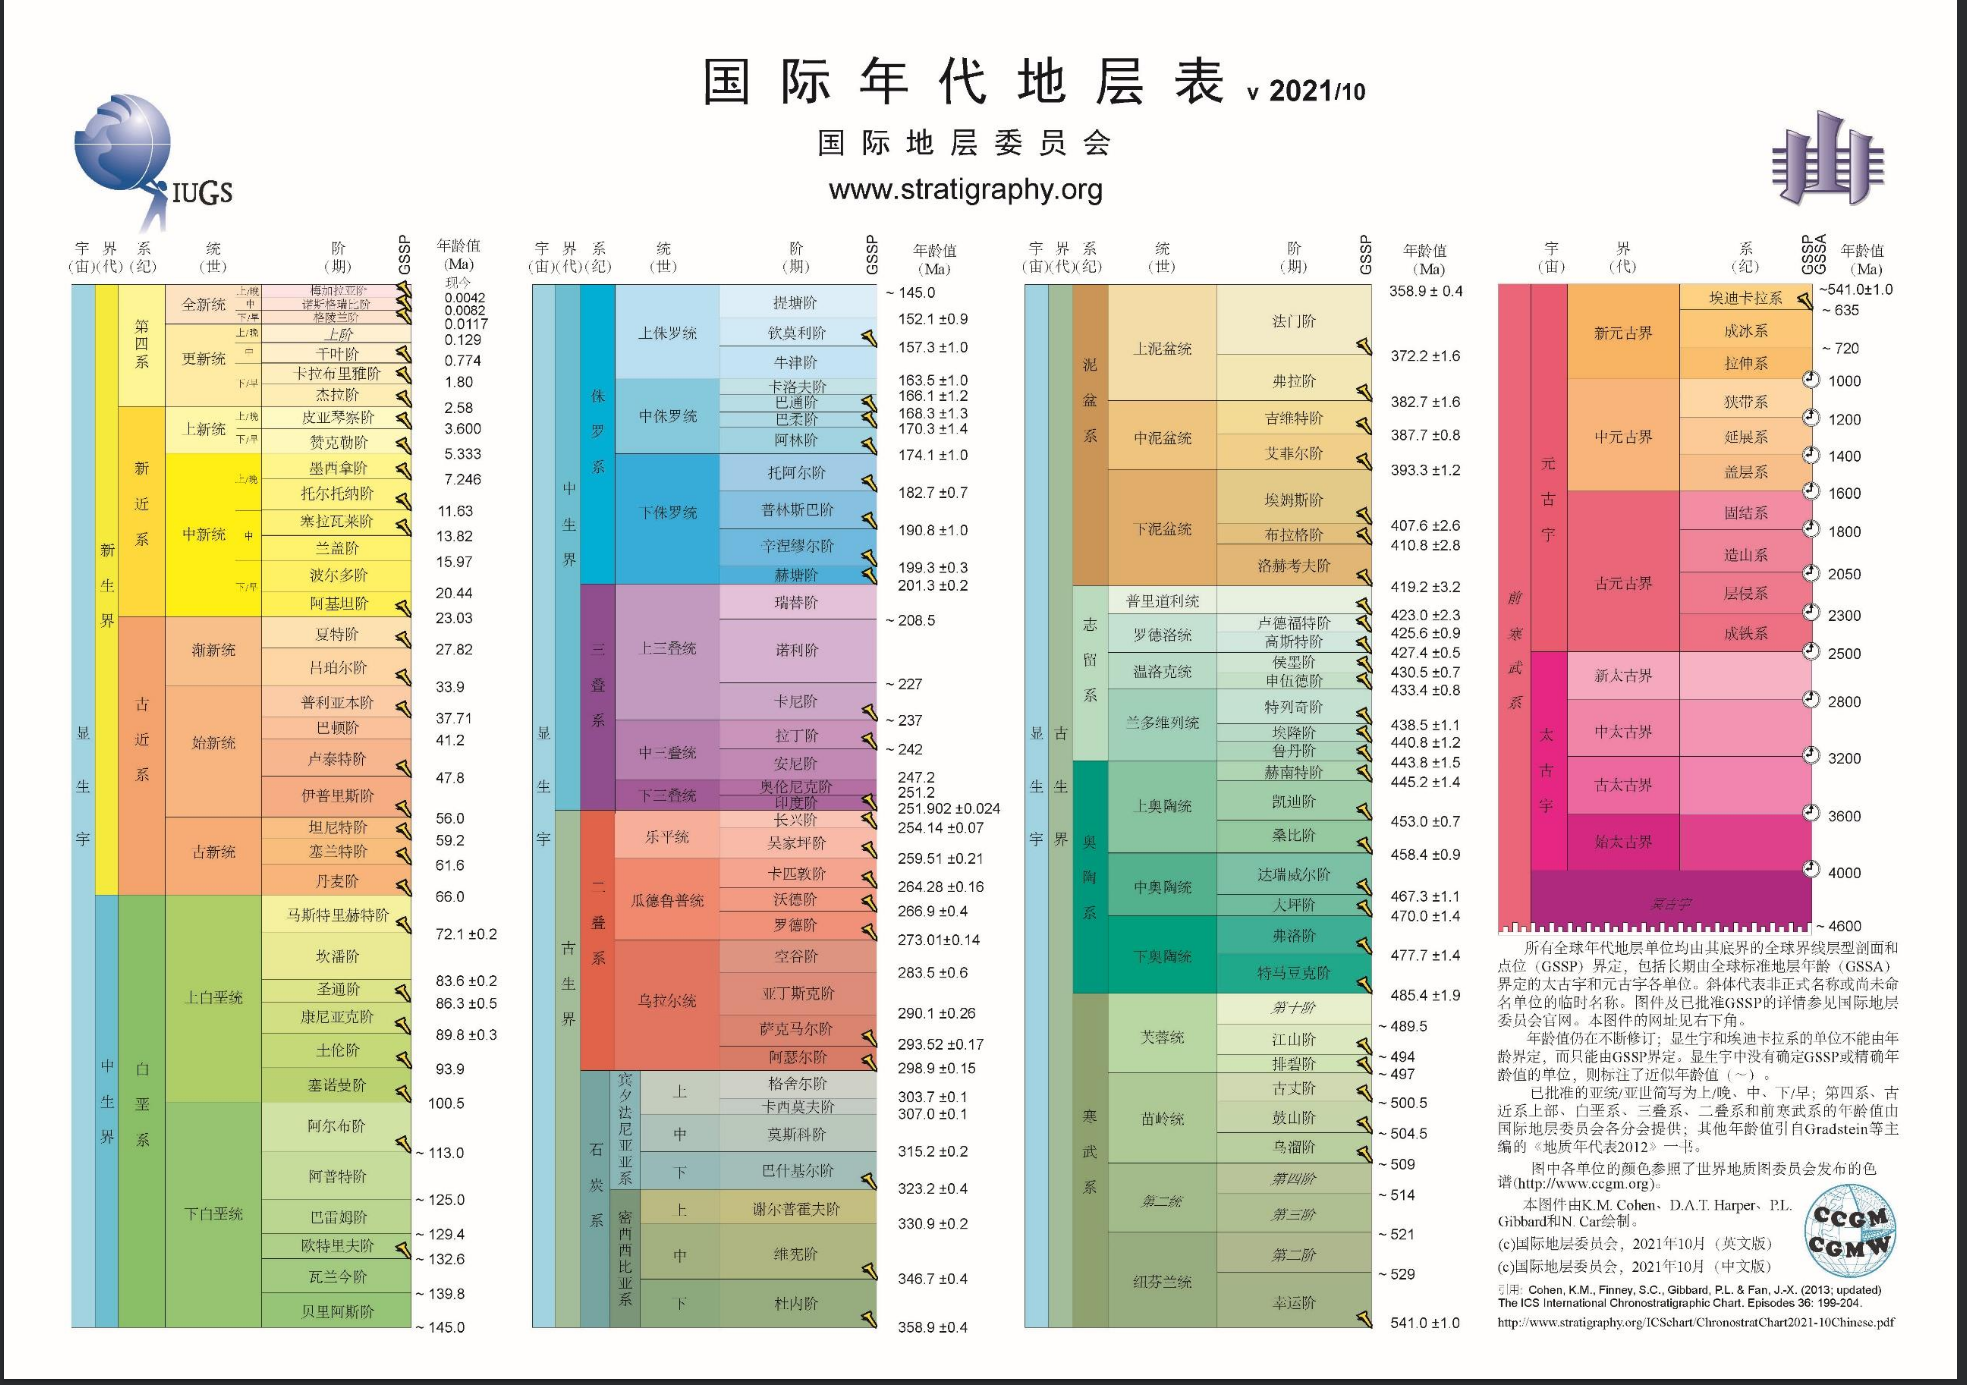 国际年代地层表 v 2021/10
国际地层委员会
www.stratigraphy.org
IUGS
宇 界 系 统 阶 GSSP 年龄值
(宙) (代) (纪) (世) (期) (Ma)
现今
第四系
全新统
上/晚 梅加拉亚阶 0.0042
中 诺斯格瑞比阶 0.0082
下/早 格陵兰阶 0.0117
更新统
上/晚 上阶 0.129
中 千叶阶 0.774
下/早 卡拉布里雅阶 1.80
杰拉阶 2.58
新近系
上新统
上/晚 皮亚琴察阶 3.600
下/早 赞克勒阶 5.333
中新统
上/晚 墨西拿阶 7.246
托尔托纳阶 11.63
中 塞拉瓦莱阶 13.82
兰盖阶 15.97
下/早 波尔多阶 20.44
阿基坦阶 23.03
古近系
渐新统
夏特阶 27.82
吕珀尔阶 33.9
始新统
普利亚本阶 37.71
巴顿阶 41.2
卢泰特阶 47.8
伊普里斯阶 56.0
古新统
坦尼特阶 59.2
塞兰特阶 61.6
丹麦阶 66.0
新生界
显生宇
中生界
白垩系
上白垩统
马斯特里赫特阶 72.1 ±0.2
坎潘阶 83.6 ±0.2
圣通阶 86.3 ±0.5
康尼亚克阶 89.8 ±0.3
土伦阶 93.9
塞诺曼阶 100.5
下白垩统
阿尔布阶 ~ 113.0
阿普特阶 ~ 125.0
巴雷姆阶 ~ 129.4
欧特里夫阶 ~ 132.6
瓦兰今阶 ~ 139.8
贝里阿斯阶 ~ 145.0
宇 界 系 统 阶 GSSP 年龄值
(宙) (代) (纪) (世) (期) (Ma)
~ 145.0
显生宇
中生界
侏罗系
上侏罗统
提塘阶 152.1 ±0.9
钦莫利阶 157.3 ±1.0
牛津阶 163.5 ±1.0
中侏罗统
卡洛夫阶 166.1 ±1.2
巴通阶 168.3 ±1.3
巴柔阶 170.3 ±1.4
阿林阶 174.1 ±1.0
下侏罗统
托阿尔阶 182.7 ±0.7
普林斯巴阶 190.8 ±1.0
辛涅缪尔阶 199.3 ±0.3
赫塘阶 201.3 ±0.2
三叠系
上三叠统
瑞替阶 ~ 208.5
诺利阶 ~ 227
卡尼阶 ~ 237
中三叠统
拉丁阶 ~ 242
安尼阶 247.2
下三叠统
奥伦尼克阶 251.2
印度阶 251.902 ±0.024
古生界
二叠系
乐平统
长兴阶 254.14 ±0.07
吴家坪阶 259.51 ±0.21
瓜德鲁普统
卡匹敦阶 264.28 ±0.16
沃德阶 266.9 ±0.4
罗德阶 273.01±0.14
乌拉尔统
空谷阶 283.5 ±0.6
亚丁斯克阶 290.1 ±0.26
萨克马尔阶 293.52 ±0.17
阿瑟尔阶 298.9 ±0.15
石炭系
宾夕法尼亚亚系
上 格舍尔阶 303.7 ±0.1
卡西莫夫阶 307.0 ±0.1
中 莫斯科阶 315.2 ±0.2
下 巴什基尔阶 323.2 ±0.4
密西西比亚系
上 谢尔普霍夫阶 330.9 ±0.2
中 维宪阶 346.7 ±0.4
下 杜内阶 358.9 ±0.4
宇 界 系 统 阶 GSSP 年龄值
(宙) (代) (纪) (世) (期) (Ma)
358.9 ± 0.4
显生宇
古生界
泥盆系
上泥盆统
法门阶 372.2 ±1.6
弗拉阶 382.7 ±1.6
中泥盆统
吉维特阶 387.7 ±0.8
艾菲尔阶 393.3 ±1.2
下泥盆统
埃姆斯阶 407.6 ±2.6
布拉格阶 410.8 ±2.8
洛赫考夫阶 419.2 ±3.2
志留系
普里道利统 423.0 ±2.3
罗德洛统
卢德福特阶 425.6 ±0.9
高斯特阶 427.4 ±0.5
温洛克统
侯墨阶 430.5 ±0.7
申伍德阶 433.4 ±0.8
兰多维列统
特列奇阶 438.5 ±1.1
埃隆阶 440.8 ±1.2
鲁丹阶 443.8 ±1.5
奥陶系
上奥陶统
赫南特阶 445.2 ±1.4
凯迪阶 453.0 ±0.7
桑比阶 458.4 ±0.9
中奥陶统
达瑞威尔阶 467.3 ±1.1
大坪阶 470.0 ±1.4
下奥陶统
弗洛阶 477.7 ±1.4
特马豆克阶 485.4 ±1.9
寒武系
芙蓉统
第十阶 ~ 489.5
江山阶 ~ 494
排碧阶 ~ 497
苗岭统
古丈阶 ~ 500.5
鼓山阶 ~ 504.5
乌溜阶 ~ 509
第二统
第四阶 ~ 514
第三阶 ~ 521
纽芬兰统
第二阶 ~ 529
幸运阶 541.0 ±1.0
宇 界 系 GSSP GSSA 年龄值
(宙) (代) (纪) (Ma)
~541.0±1.0
前寒武系
元古宇
新元古界
埃迪卡拉系 ~ 635
成冰系 ~ 720
拉伸系 1000
中元古界
狭带系 1200
延展系 1400
盖层系 1600
古元古界
固结系 1800
造山系 2050
层侵系 2300
成铁系 2500
太古宇
新太古界 2800
中太古界 3200
古太古界 3600
始太古界 4000
冥古宇 ~ 4600
所有全球年代地层单位均由其底界的全球界线层型剖面和
点位（GSSP）界定，包括长期由全球标准地层年龄（GSSA）
界定的太古宇和元古宇各单位。斜体代表非正式名称或尚未命
名单位的临时名称。图件及已批准GSSP的详情参见国际地层
委员会官网。本图件的网址见右下角。
年龄值仍在不断修订；显生宇和埃迪卡拉系的单位不能由年
龄界定，而只能由GSSP界定。显生宇中没有确定GSSP或精确年
龄值的单位，则标注了近似年龄值（~）。
已批准的亚统/亚世简写为上/晚、中、下/早；第四系、古
近系上部、白垩系、三叠系、二叠系和前寒武系的年龄值由
国际地层委员会各分会提供；其他年龄值引自Gradstein等主
编的《地质年代表2012》一书。
图中各单位的颜色参照了世界地质图委员会发布的色
谱(http://www.ccgm.org)。
本图件由K.M. Cohen、D.A.T. Harper、P.L.
Gibbard和N. Car绘制。
(c)国际地层委员会，2021年10月（英文版）
(c)国际地层委员会，2021年10月（中文版）
CCGM
CGMW
引用: Cohen, K.M., Finney, S.C., Gibbard, P.L. & Fan, J.-X. (2013; updated)
The ICS International Chronostratigraphic Chart. Episodes 36: 199-204.
http://www.stratigraphy.org/ICSchart/ChronostratChart2021-10Chinese.pdf